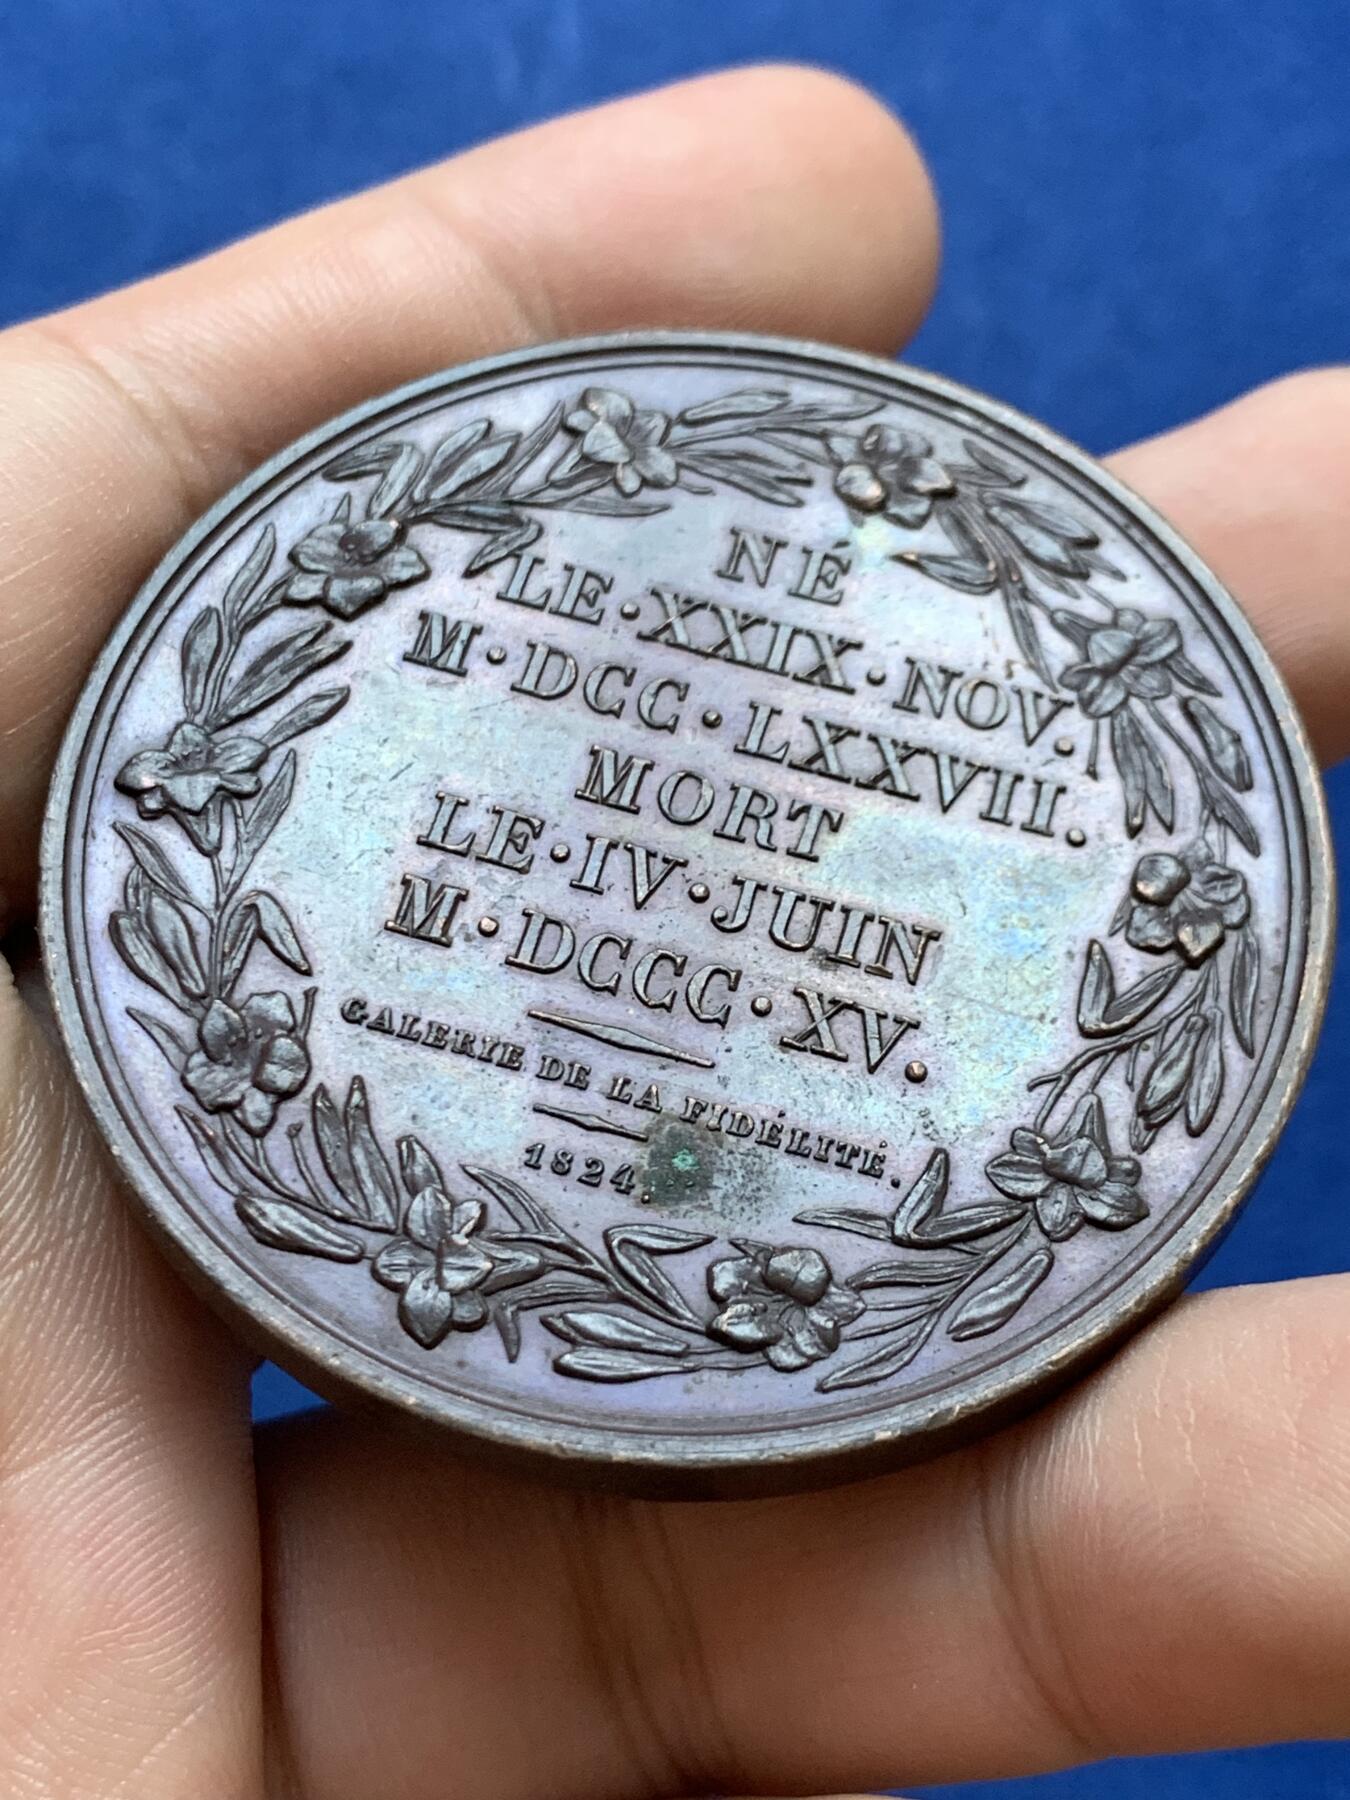 NÉ
LE·XXIX·NOV.
M·DCC·LXXVII.
MORT
LE·IV·JUIN
M·DCCC·XV.
GALERIE DE LA FIDÉLITÉ.
1824.